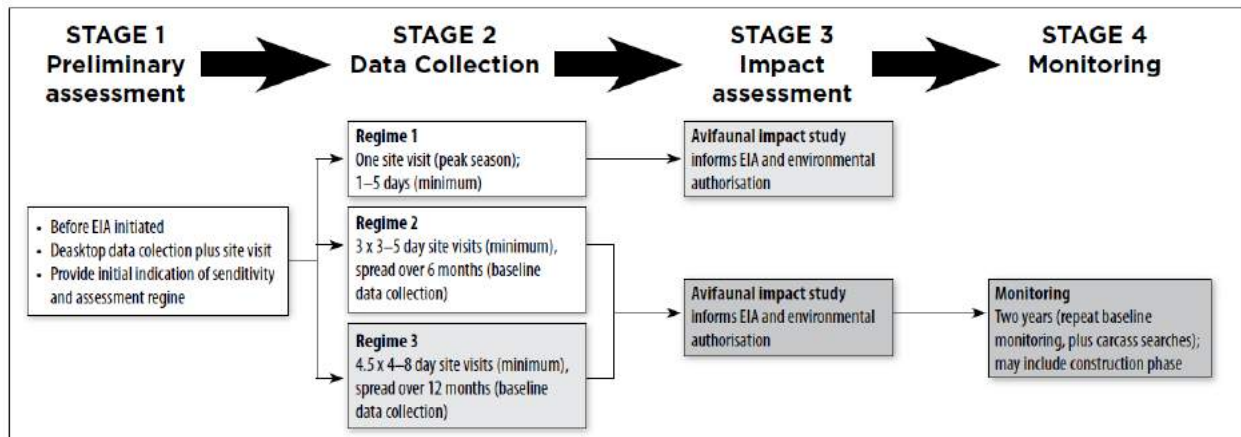 STAGE 1
Preliminary
assessment
STAGE 2
Data Collection
STAGE 3
Impact
assessment
STAGE 4
Monitoring
• Before EIA initiated
• Deasktop data colection plus site visit
• Provide initial indication of senditivity
and assessment regine
Regime 1
One site visit (peak season);
1–5 days (minimum)
Regime 2
3 x 3–5 day site visits (minimum),
spread over 6 months (baseline
data collection)
Regime 3
4.5 x 4–8 day site visits (minimum),
spread over 12 months (baseline
data collection)
Avifaunal impact study
informs EIA and environmental
authorisation
Avifaunal impact study
informs EIA and environmental
authorisation
Monitoring
Two years (repeat baseline
monitoring, plus carcass searches);
may include construction phase